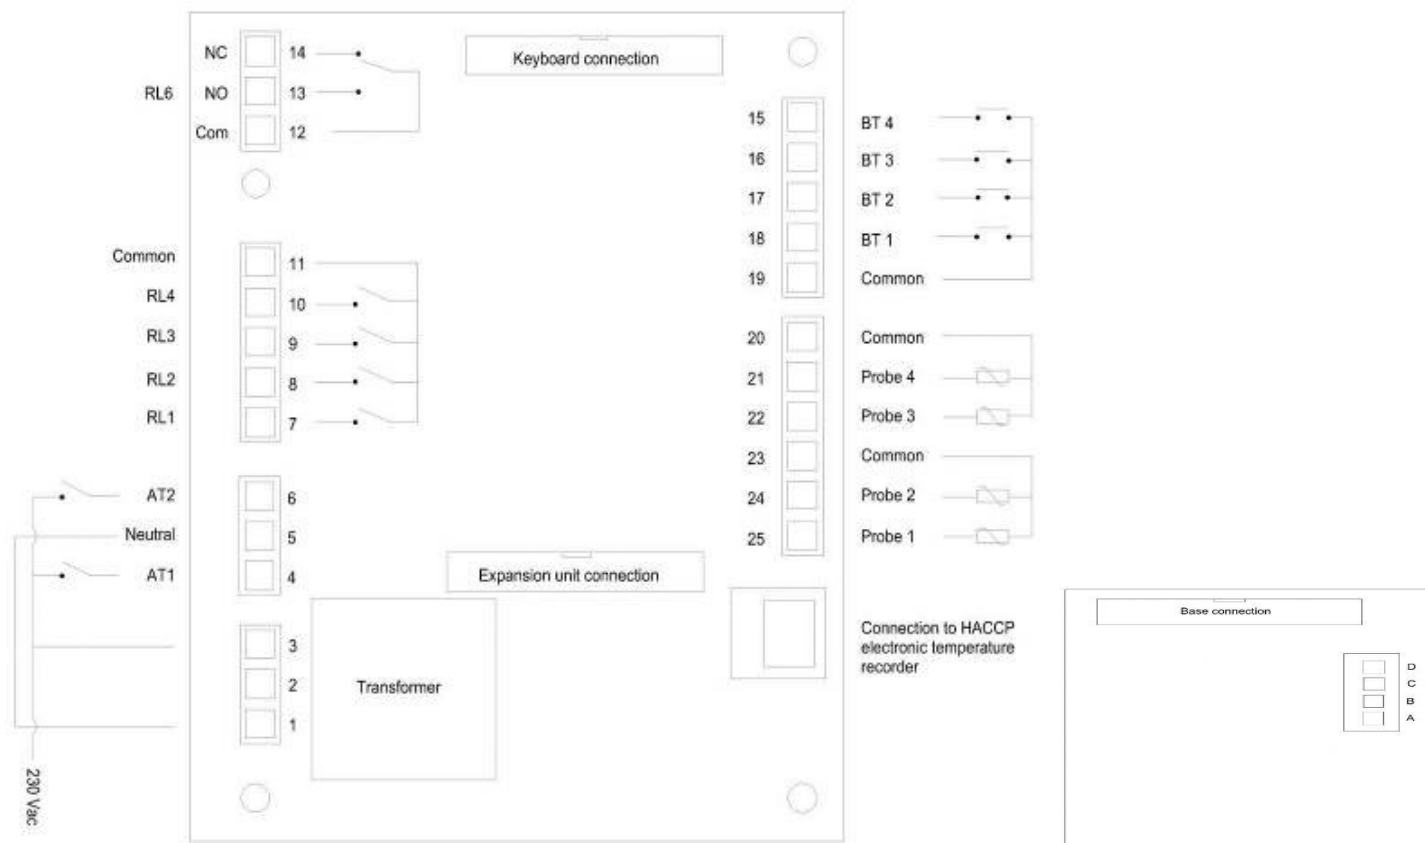 NC 14
RL6 NO 13
Com 12
Keyboard connection
Common 11
RL4 10
RL3 9
RL2 8
RL1 7
AT2 6
Neutral 5
AT1 4
3
2
1
230 Vac
Transformer
Expansion unit connection
15 BT 4
16 BT 3
17 BT 2
18 BT 1
19 Common
20 Common
21 Probe 4
22 Probe 3
23 Common
24 Probe 2
25 Probe 1
Connection to HACCP
electronic temperature
recorder
Base connection
D
C
B
A